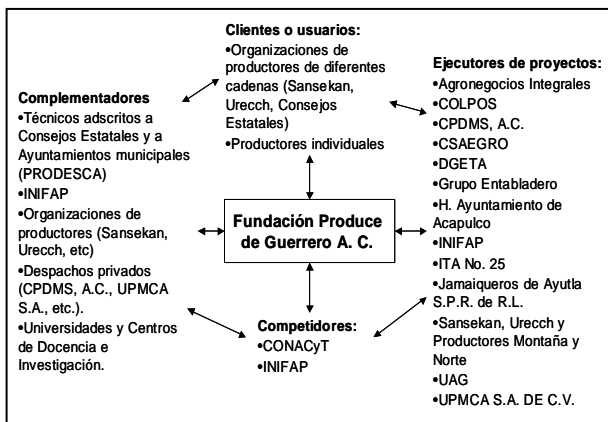 Clientes o usuarios:
•Organizaciones de
productores de diferentes
cadenas (Sansekan,
Urecch, Consejos
Estatales)
•Productores individuales
Complementadores
•Técnicos adscritos a
Consejos Estatales y a
Ayuntamientos municipales
(PRODESCA)
•INIFAP
•Organizaciones de
productores (Sansekan,
Urecch, etc)
•Despachos privados
(CPDMS, A.C., UPMCA
S.A., etc.).
•Universidades y Centros
de Docencia e
Investigación.
Fundación Produce
de Guerrero A. C.
Competidores:
•CONACyT
•INIFAP
Ejecutores de proyectos:
•Agronegocios Integrales
•COLPOS
•CPDMS, A.C.
•CSAEGRO
•DGETA
•Grupo Entabladero
•H. Ayuntamiento de
Acapulco
•INIFAP
•ITA No. 25
•Jamaiqueros de Ayutla
S.P.R. de R.L.
•Sansekan, Urecch y
Productores Montaña y
Norte
•UAG
•UPMCA S.A. DE C.V.